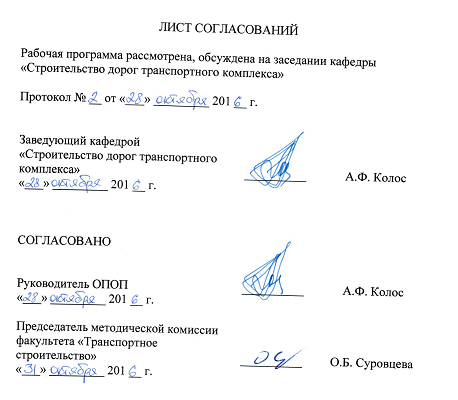 ЛИСТ СОГЛАСОВАНИЙ
Рабочая программа рассмотрена, обсуждена на заседании кафедры
«Строительство дорог транспортного комплекса»
Протокол № 2 от «28» октября 2016 г.
Заведующий кафедрой
«Строительство дорог транспортного
комплекса»
А.Ф. Колос
«28» октября 2016 г.
СОГЛАСОВАНО
Руководитель ОПОП
А.Ф. Колос
«28» октября 2016 г.
Председатель методической комиссии
факультета «Транспортное
строительство»
О.Б. Суровцева
«31» октября 2016 г.